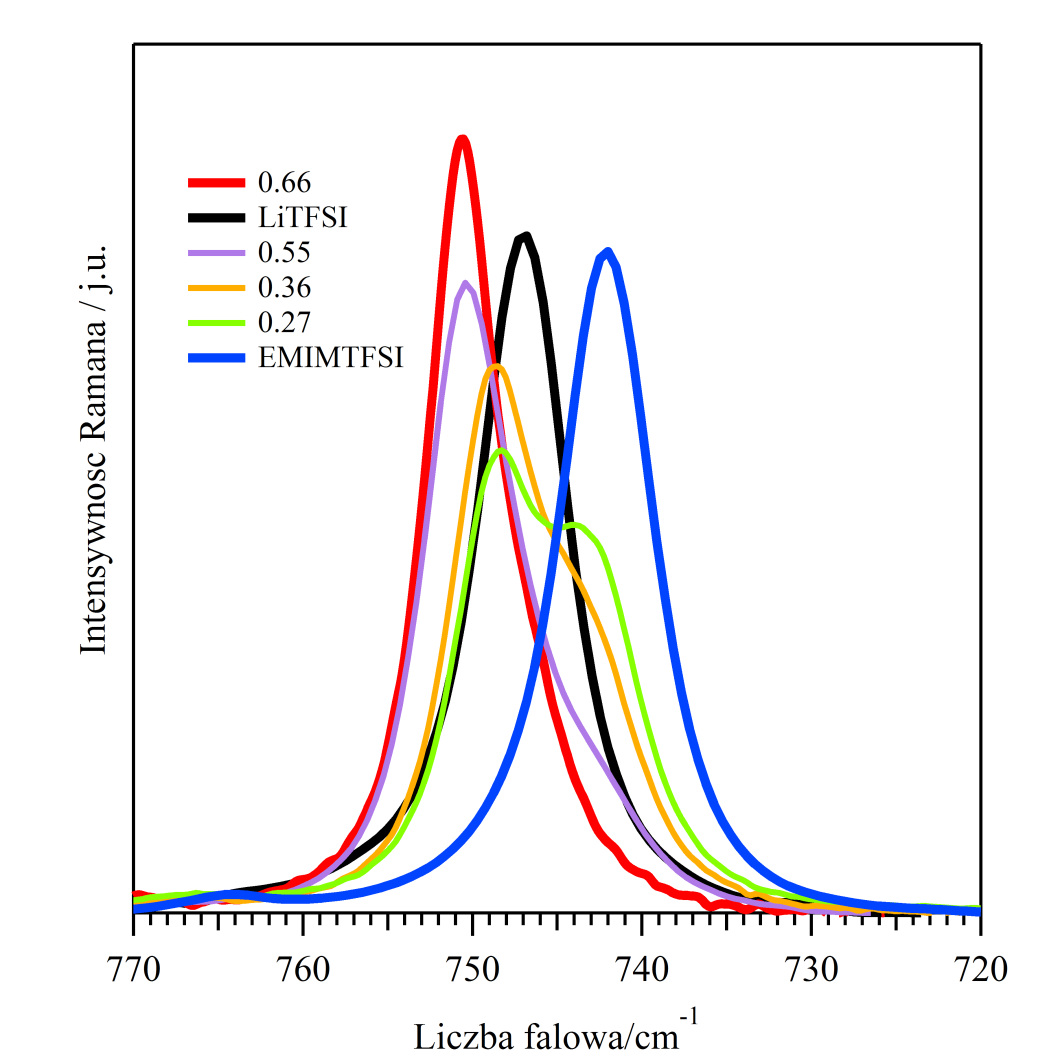 0.66
LiTFSI
0.55
0.36
0.27
EMIMTFSI
Intensywnosc Ramana / j.u.
770 760 750 740 730 720
Liczba falowa/cm-1